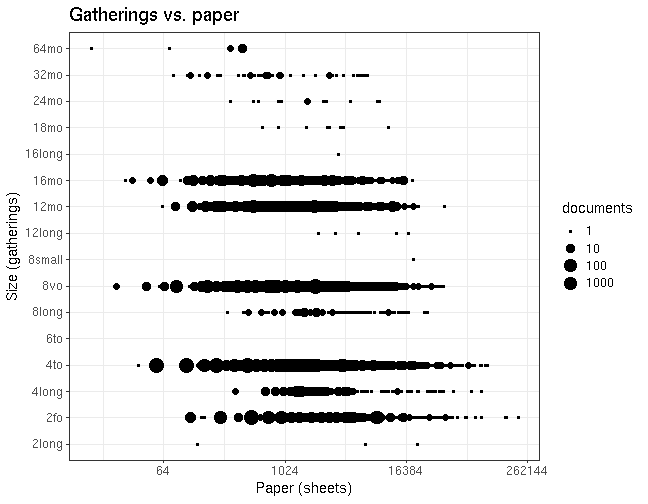 Gatherings vs. paper
64mo
32mo
24mo
18mo
16long
16mo
12mo
12long
8small
8vo
8long
6to
4to
4long
2fo
2long
Size (gatherings)
64
1024
16384
262144
Paper (sheets)
documents
1
10
100
1000